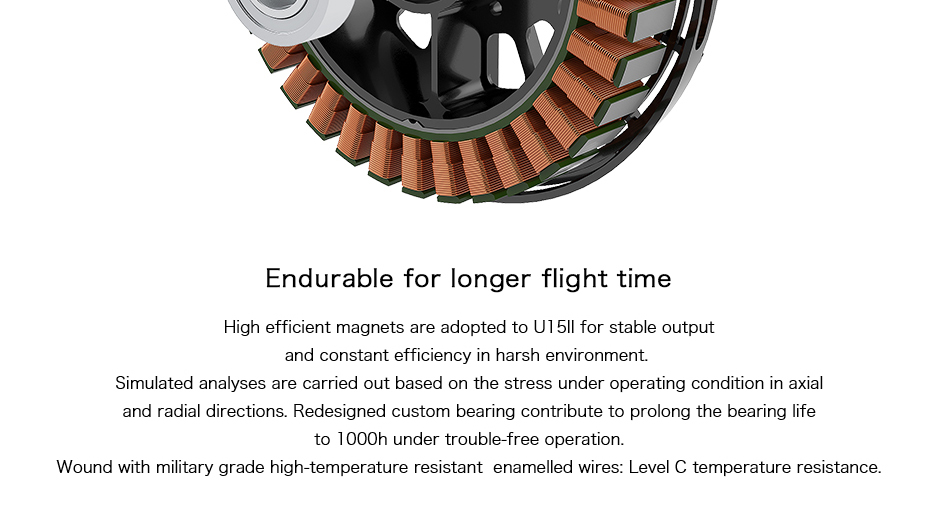 Endurable for longer flight time
High efficient magnets are adopted to U15II for stable output
and constant efficiency in harsh environment.
Simulated analyses are carried out based on the stress under operating condition in axial
and radial directions. Redesigned custom bearing contribute to prolong the bearing life
to 1000h under trouble-free operation.
Wound with military grade high-temperature resistant  enamelled wires: Level C temperature resistance.